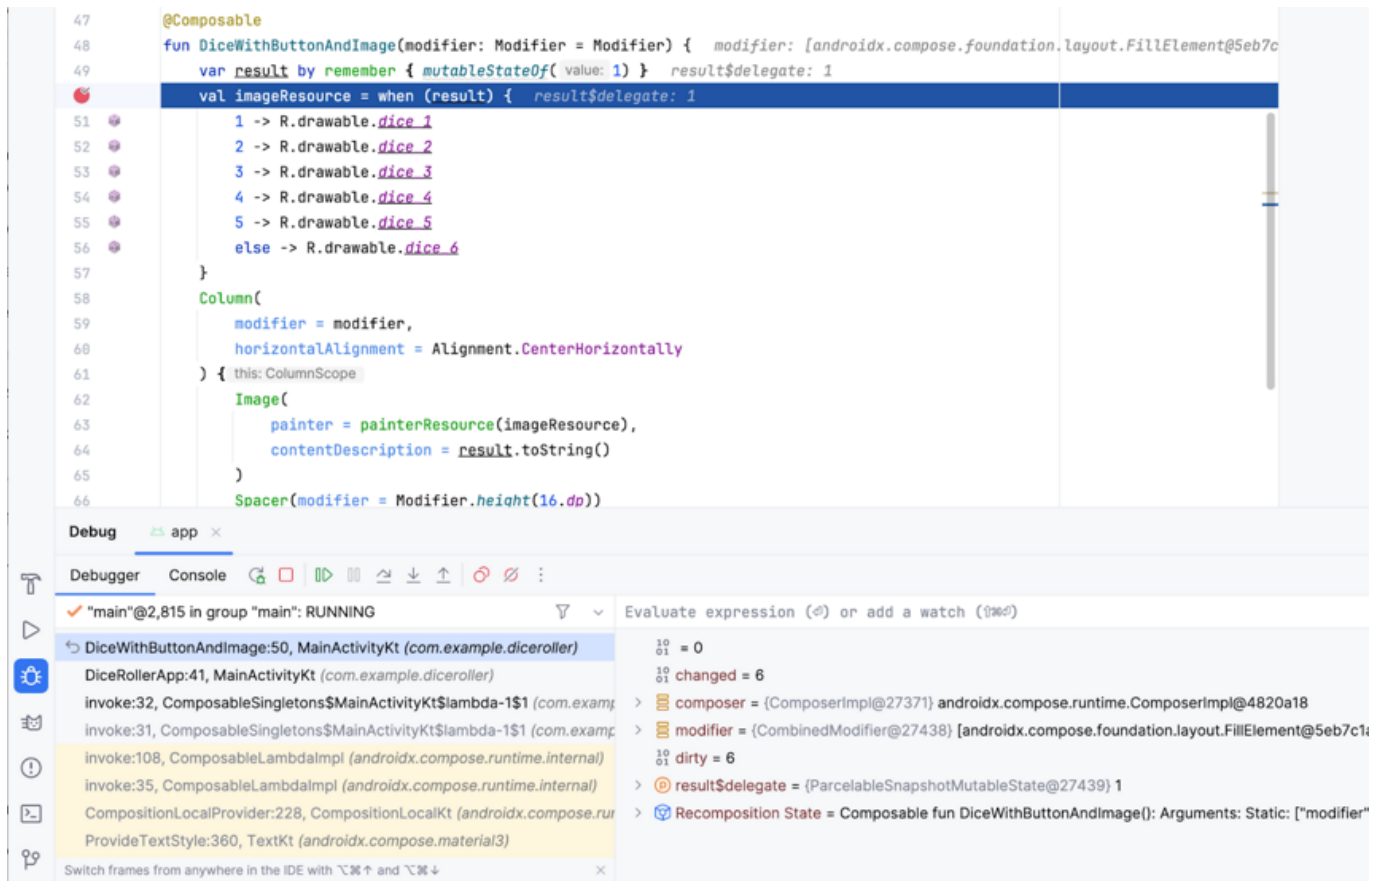 47 @Composable
48 fun DiceWithButtonAndImage(modifier: Modifier = Modifier) { modifier: [androidx.compose.foundation.layout.FillElement@5eb7c
49 var result by remember { mutableStateOf( value: 1) } result$delegate: 1
val imageResource = when (result) { result$delegate: 1
51 1 -> R.drawable.dice_1
52 2 -> R.drawable.dice_2
53 3 -> R.drawable.dice_3
54 4 -> R.drawable.dice_4
55 5 -> R.drawable.dice_5
56 else -> R.drawable.dice_6
57 }
58 Column(
59 modifier = modifier,
60 horizontalAlignment = Alignment.CenterHorizontally
61 ) { this: ColumnScope
62 Image(
63 painter = painterResource(imageResource),
64 contentDescription = result.toString()
65 )
66 Spacer(modifier = Modifier.height(16.dp))
Debug app ×
Debugger Console
"main"@2,815 in group "main": RUNNING
DiceWithButtonAndImage:50, MainActivityKt (com.example.diceroller)
DiceRollerApp:41, MainActivityKt (com.example.diceroller)
invoke:32, ComposableSingletons$MainActivityKt$lambda-1$1 (com.examp
invoke:31, ComposableSingletons$MainActivityKt$lambda-1$1 (com.examp
invoke:108, ComposableLambdaImpl (androidx.compose.runtime.internal)
invoke:35, ComposableLambdaImpl (androidx.compose.runtime.internal)
CompositionLocalProvider:228, CompositionLocalKt (androidx.compose.ru
ProvideTextStyle:360, TextKt (androidx.compose.material3)
Switch frames from anywhere in the IDE with ⌥⌘↑ and ⌥⌘↓ ×
Evaluate expression (⏎) or add a watch (⇧⌘⏎)
= 0
changed = 6
composer = {ComposerImpl@27371} androidx.compose.runtime.ComposerImpl@4820a18
modifier = {CombinedModifier@27438} [androidx.compose.foundation.layout.FillElement@5eb7c1a
dirty = 6
result$delegate = {ParcelableSnapshotMutableState@27439} 1
Recomposition State = Composable fun DiceWithButtonAndImage(): Arguments: Static: ["modifier"